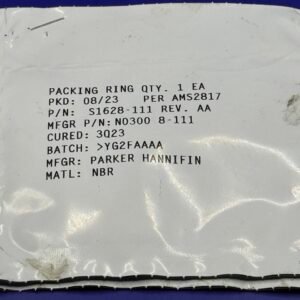 PACKING RING QTY. 1 EA
PKD: 08/23 PER AMS2817
P/N: S1628-111 REV. AA
MFGR P/N: N0300 8-111
CURED: 3Q23
BATCH: >YG2FAAAA
MFGR: PARKER HANNIFIN
MATL: NBR